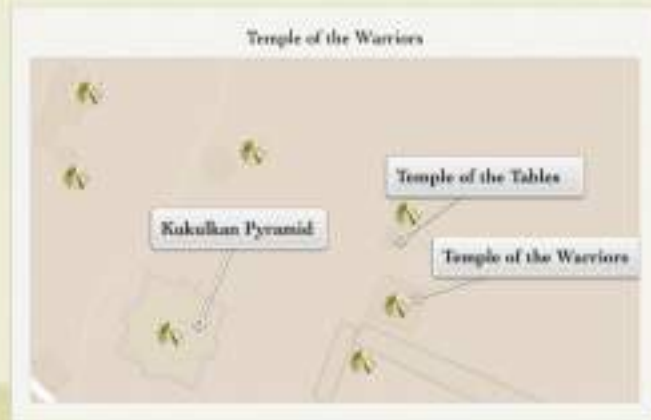 Temple of the Warriors
Temple of the Tables
Kukulkan Pyramid
Temple of the Warriors